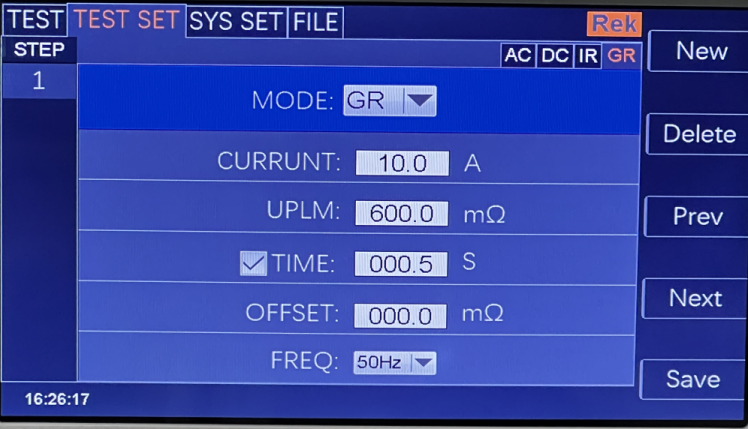 TEST TEST SET SYS SET FILE Rek
STEP AC DC IR GR
1
MODE: GR
CURRUNT: 10.0 A
UPLM: 600.0 mΩ
TIME: 000.5 S
OFFSET: 000.0 mΩ
FREQ: 50Hz
16:26:17
New
Delete
Prev
Next
Save